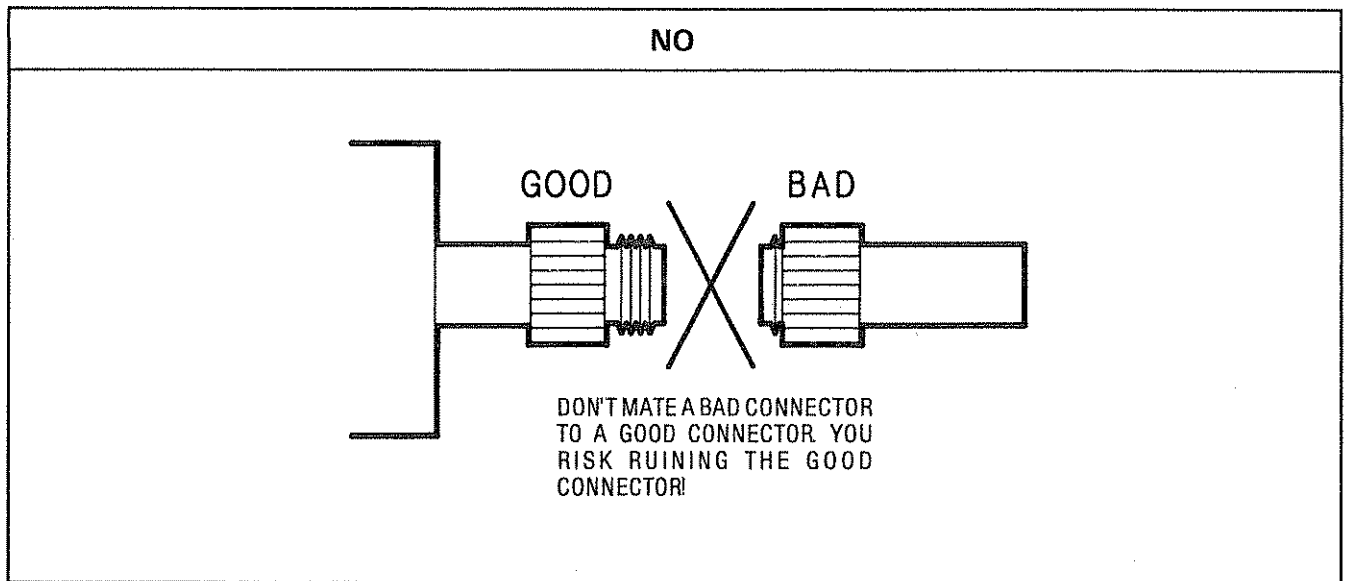 NO
GOOD BAD
DON'T MATE A BAD CONNECTOR
TO A GOOD CONNECTOR. YOU
RISK RUINING THE GOOD
CONNECTOR!